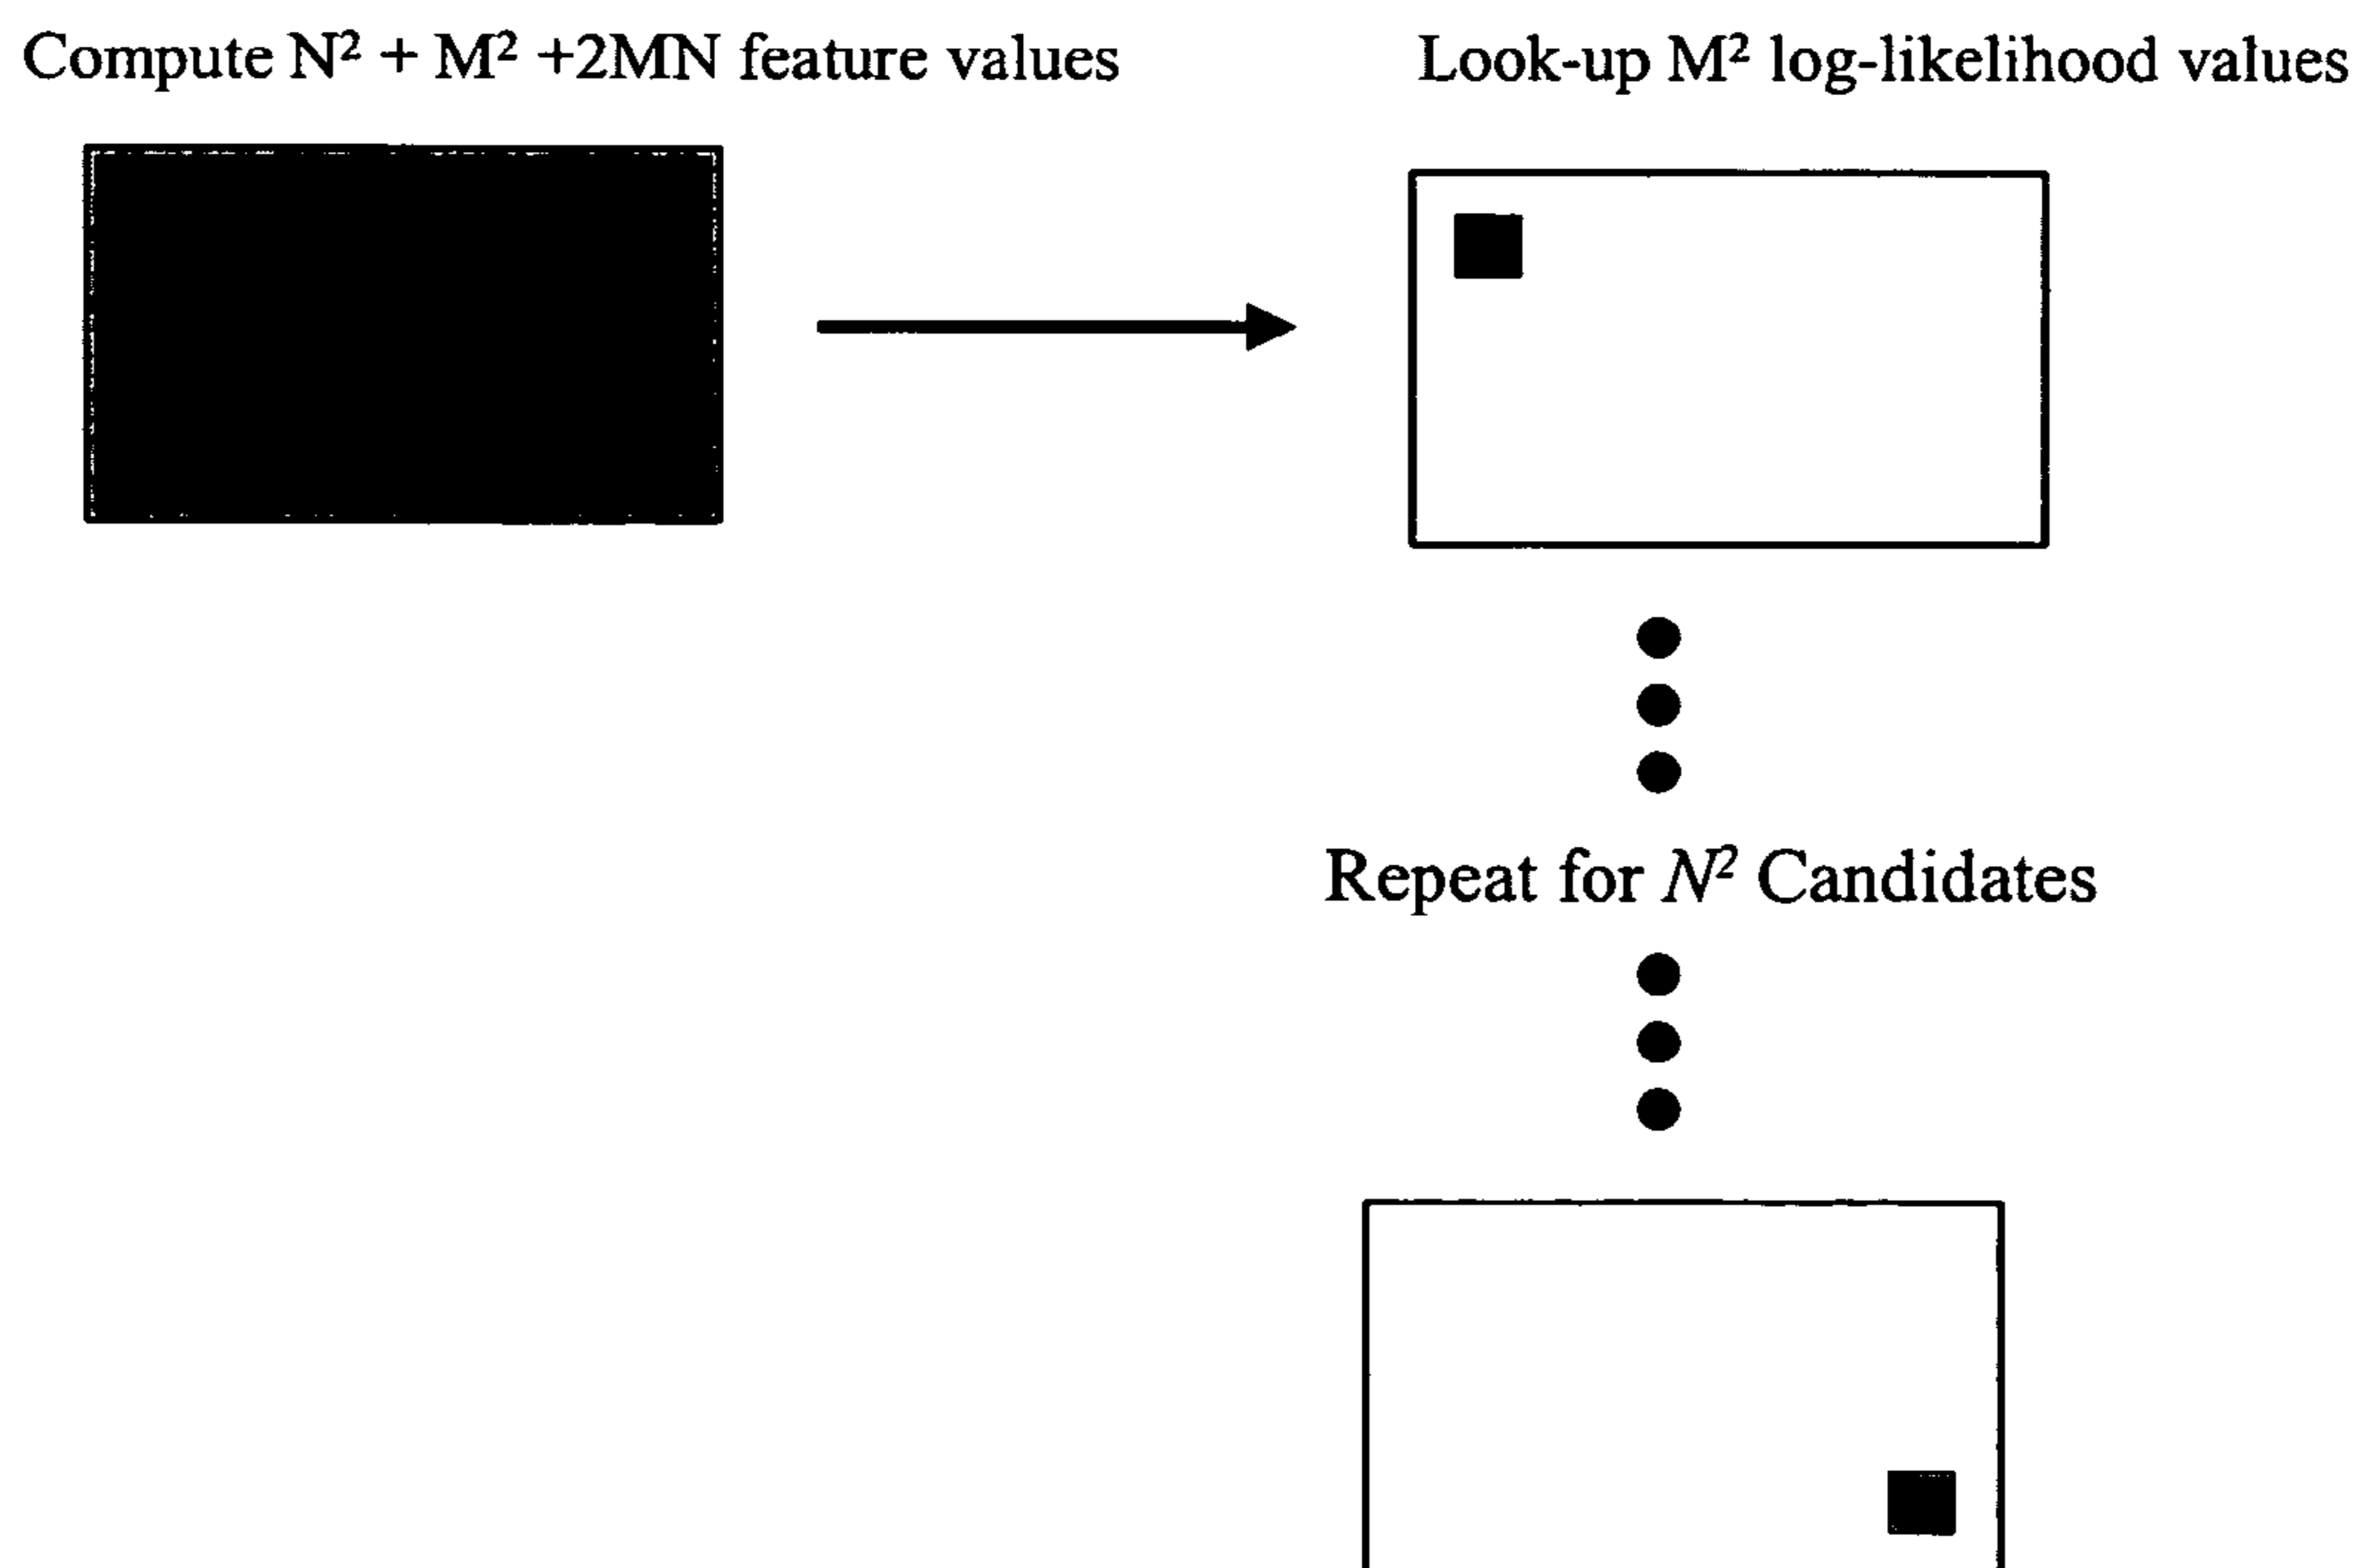 Compute N² + M² +2MN feature values
Look-up M² log-likelihood values
Repeat for N² Candidates